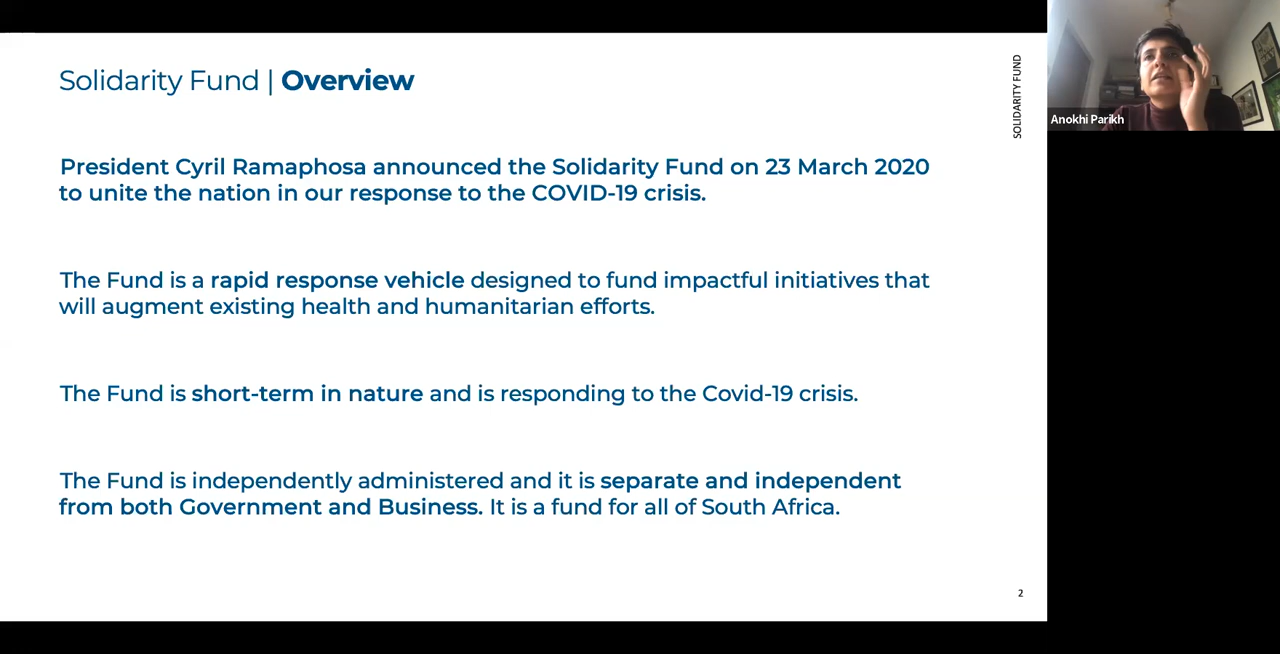 Solidarity Fund | Overview
SOLIDARITY FUND
Anokhi Parikh
President Cyril Ramaphosa announced the Solidarity Fund on 23 March 2020
to unite the nation in our response to the COVID-19 crisis.
The Fund is a rapid response vehicle designed to fund impactful initiatives that
will augment existing health and humanitarian efforts.
The Fund is short-term in nature and is responding to the Covid-19 crisis.
The Fund is independently administered and it is separate and independent
from both Government and Business. It is a fund for all of South Africa.
2